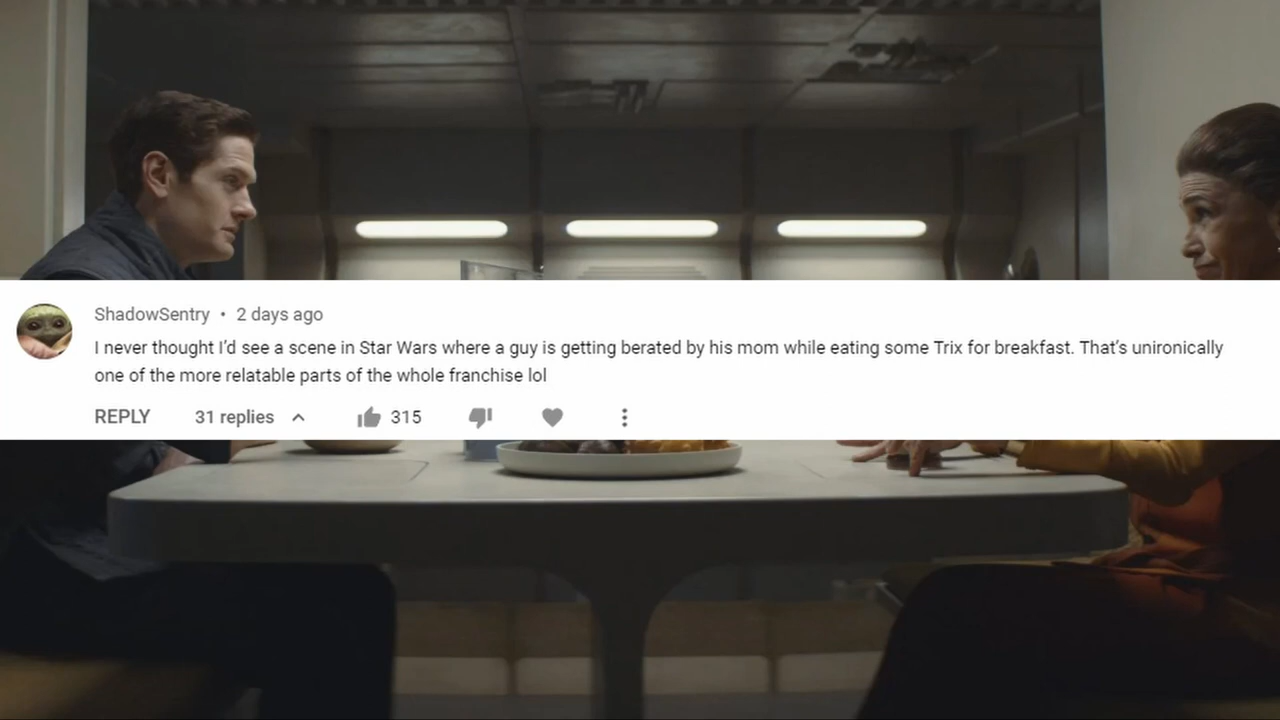 ShadowSentry • 2 days ago
I never thought I’d see a scene in Star Wars where a guy is getting berated by his mom while eating some Trix for breakfast. That’s unironically
one of the more relatable parts of the whole franchise lol
REPLY 31 replies 315